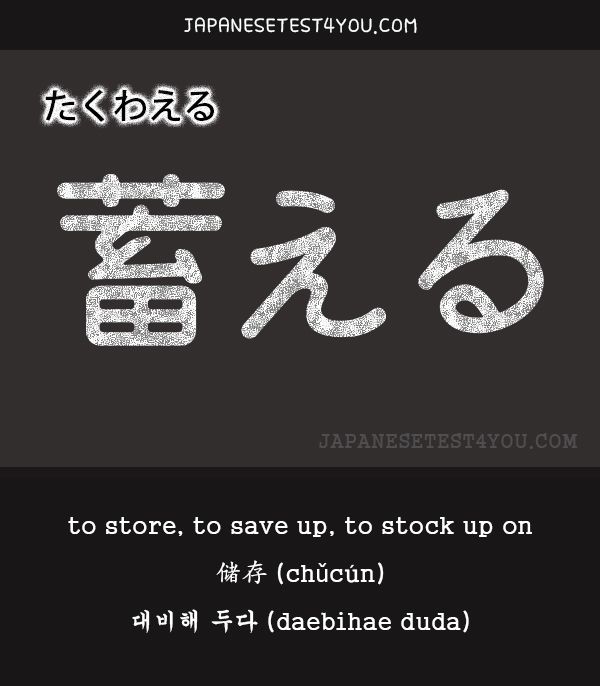 JAPANESETEST4YOU.COM
たくわえる
蓄える
JAPANESETEST4YOU.COM
to store, to save up, to stock up on
储存 (chǔcún)
대비해 두다 (daebihae duda)